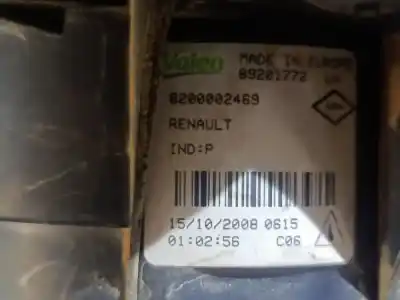 Valeo MADE IN EUROPE
89201772
8200002469
RENAULT
IND:P
15/10/2008 0615
01:02:56 C06